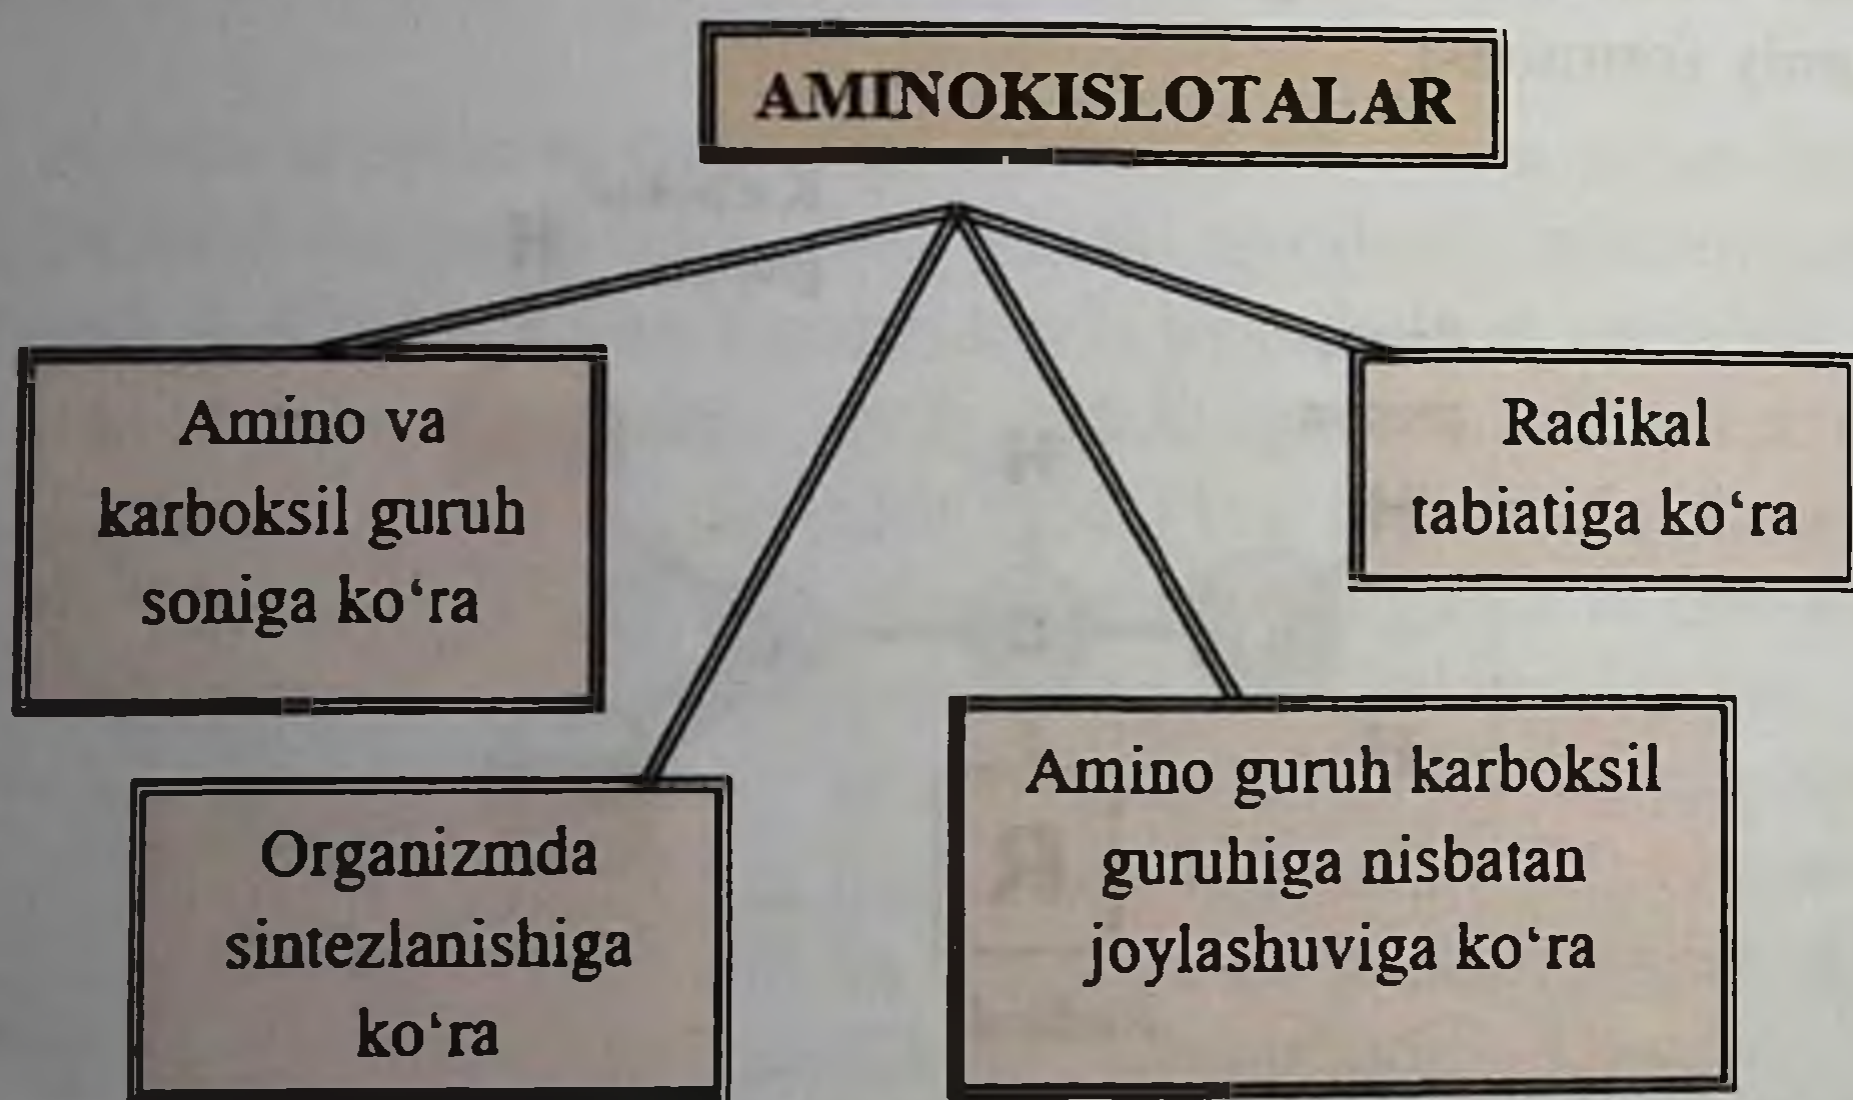 AMINOKISLOTALAR
Amino va
karboksil guruh
soniga ko‘ra
Radikal
tabiatiga ko‘ra
Organizmda
sintezlanishiga
ko‘ra
Amino guruh karboksil
guruhiga nisbatan
joylashuviga ko‘ra